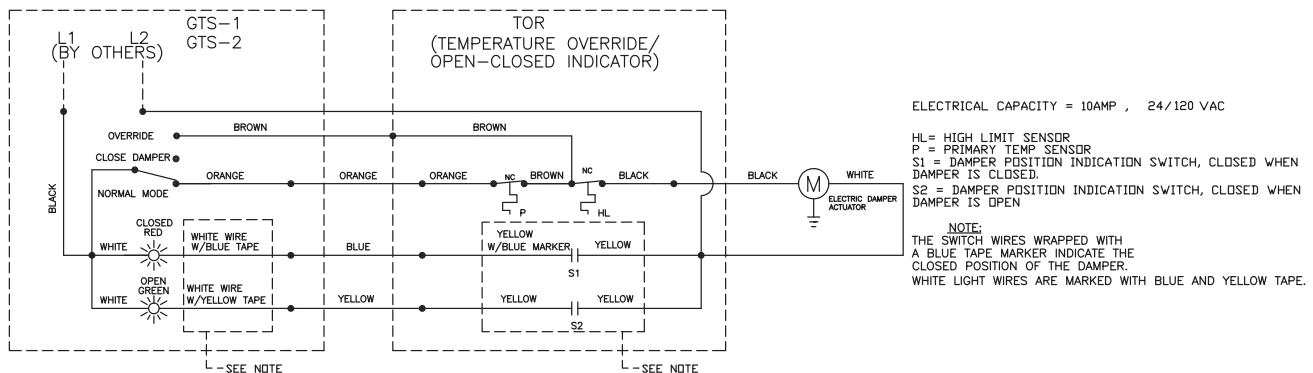 GTS-1
GTS-2
L1 L2
(BY OTHERS)
TOR
(TEMPERATURE OVERRIDE/
OPEN-CLOSED INDICATOR)
OVERRIDE
BROWN
BROWN
CLOSE DAMPER
NORMAL MODE
ORANGE
ORANGE
ORANGE
NC
BROWN
NC
BLACK
BLACK
M
WHITE
ELECTRIC DAMPER
ACTUATOR
P
HL
BLACK
CLOSED
RED
WHITE
WHITE WIRE
W/BLUE TAPE
BLUE
YELLOW
W/BLUE MARKER
YELLOW
S1
OPEN
GREEN
WHITE
WHITE WIRE
W/YELLOW TAPE
YELLOW
YELLOW
YELLOW
S2
SEE NOTE
SEE NOTE
ELECTRICAL CAPACITY = 10AMP , 24/120 VAC
HL= HIGH LIMIT SENSOR
P = PRIMARY TEMP SENSOR
S1 = DAMPER POSITION INDICATION SWITCH, CLOSED WHEN
DAMPER IS CLOSED.
S2 = DAMPER POSITION INDICATION SWITCH, CLOSED WHEN
DAMPER IS OPEN
NOTE:
THE SWITCH WIRES WRAPPED WITH
A BLUE TAPE MARKER INDICATE THE
CLOSED POSITION OF THE DAMPER.
WHITE LIGHT WIRES ARE MARKED WITH BLUE AND YELLOW TAPE.